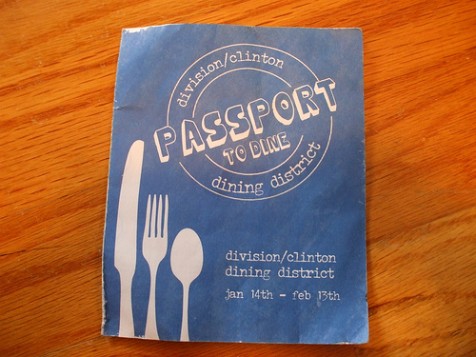 division/clinton
PASSPORT
TO DINE
dining district
division/clinton
dining district
jan 14th - feb 13th